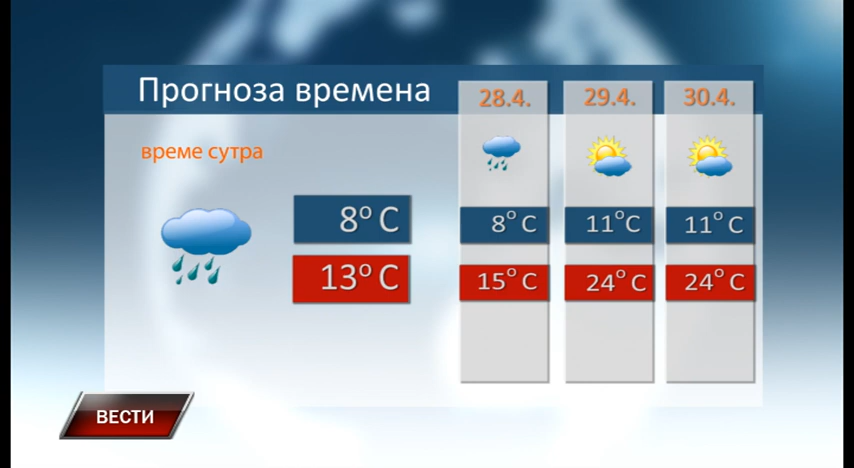 Прогноза времена
време сутра
8° C
13° C
28.4. 29.4. 30.4.
8° C 11°C 11° C
15° C 24° C 24° C
ВЕСТИ